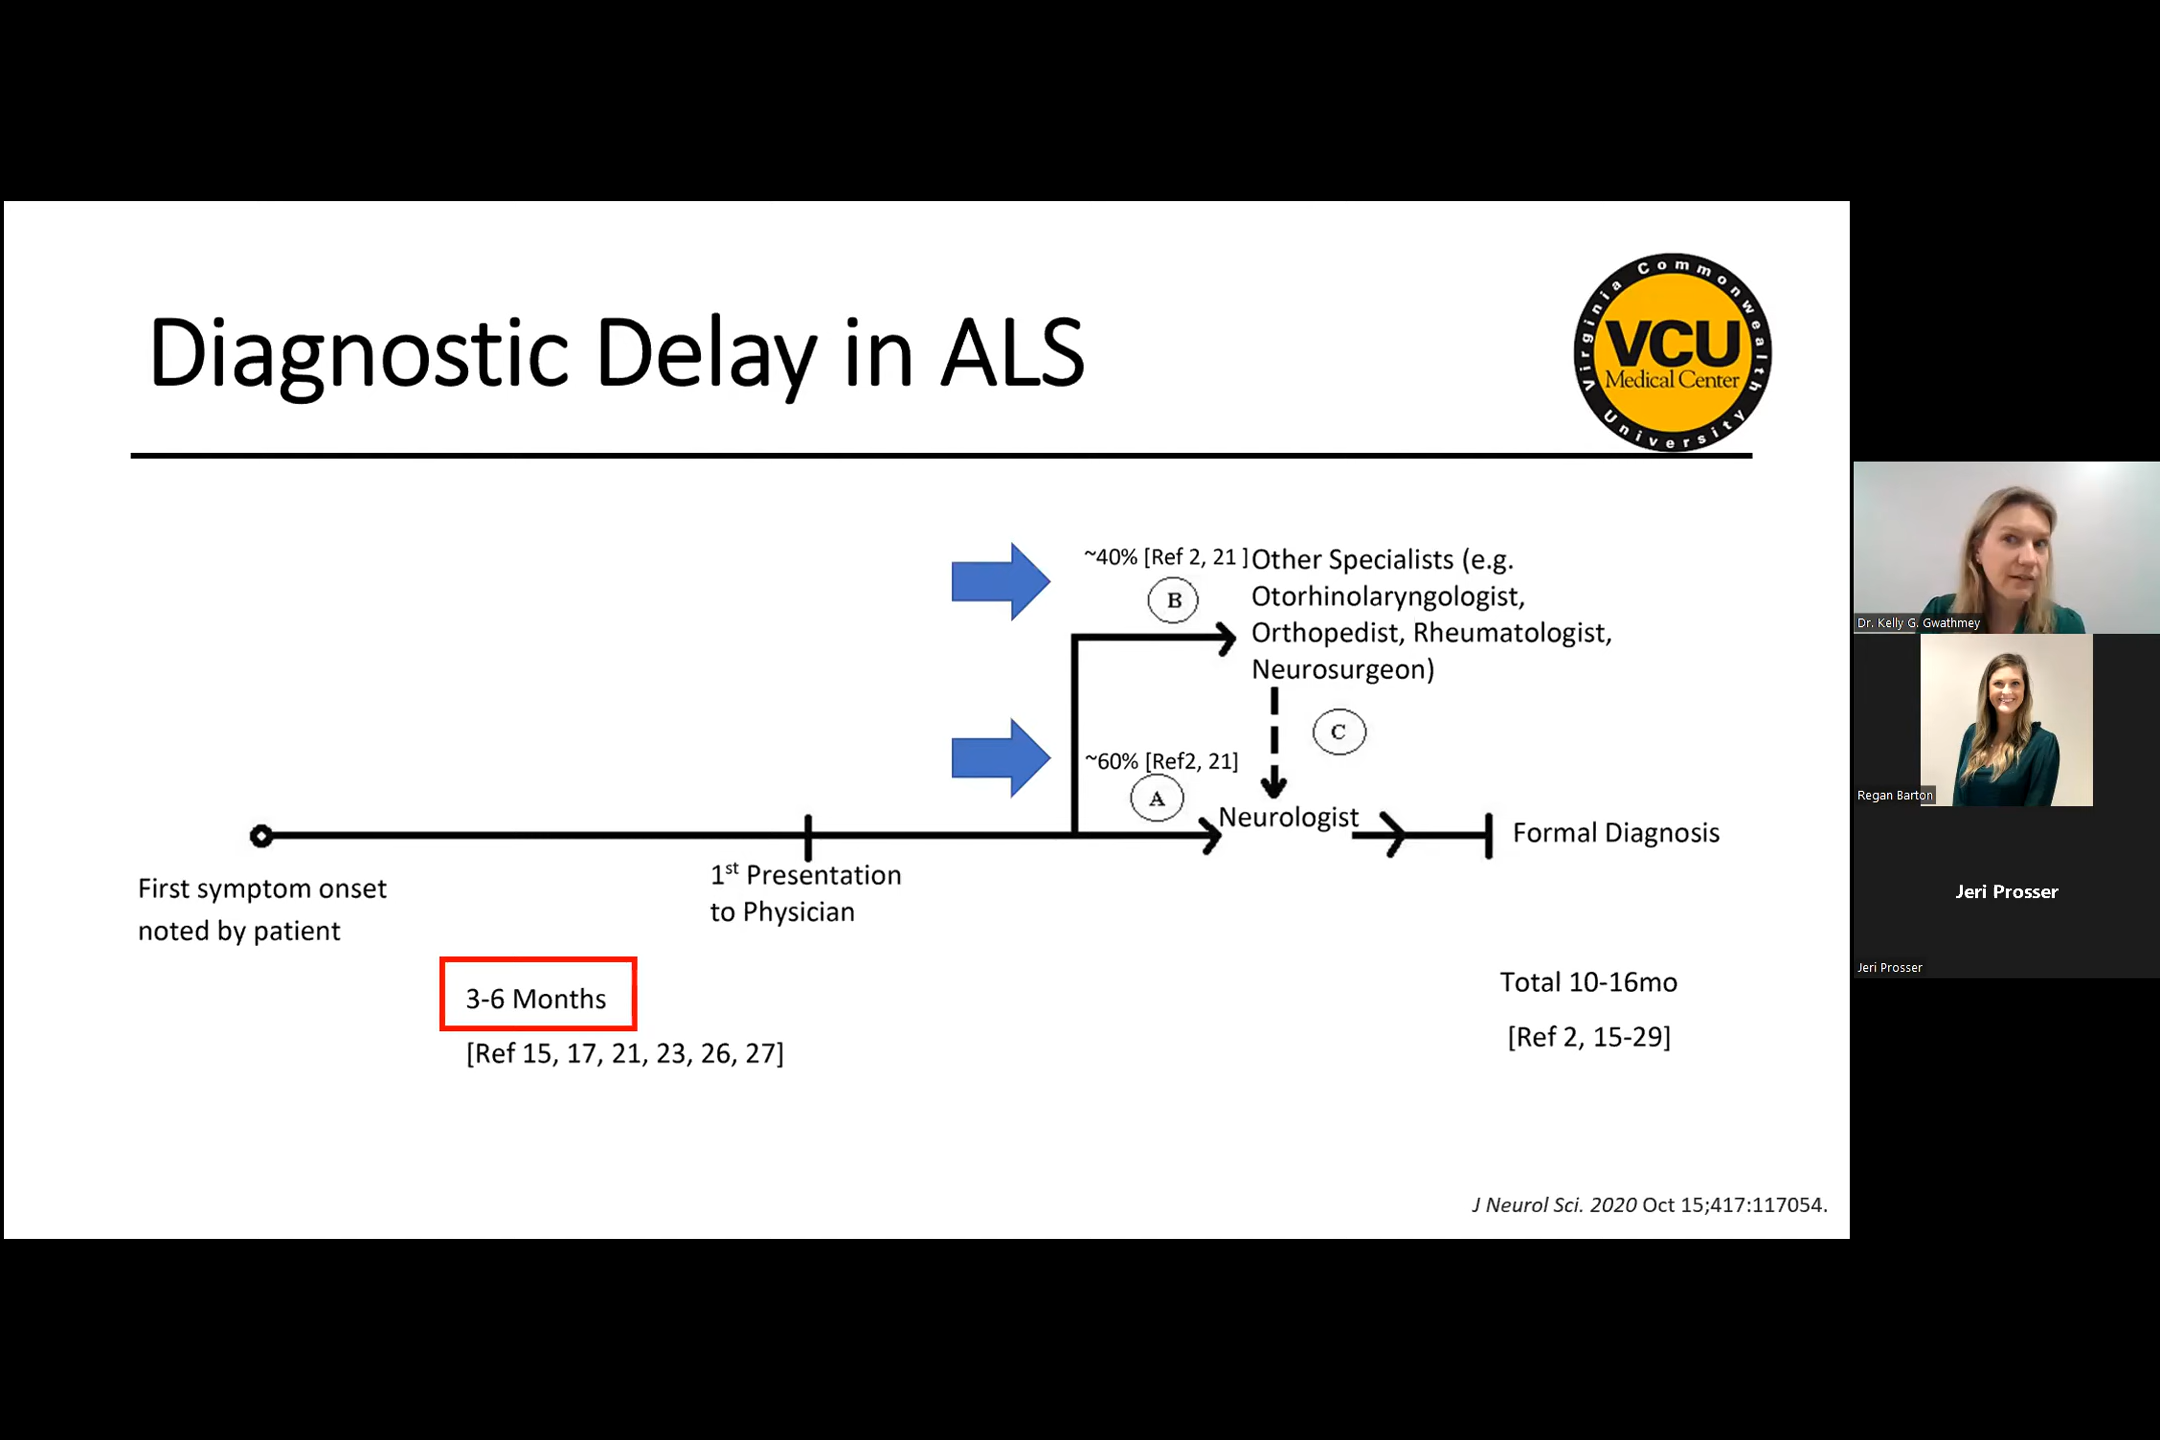 Diagnostic Delay in ALS
Virginia Commonwealth University
VCU
Medical Center
~40% [Ref 2, 21 ]
B
Other Specialists (e.g.
Otorhinolaryngologist,
Orthopedist, Rheumatologist,
Neurosurgeon)
C
~60% [Ref2, 21]
A
Neurologist
Formal Diagnosis
First symptom onset
noted by patient
1st Presentation
to Physician
3-6 Months
[Ref 15, 17, 21, 23, 26, 27]
Total 10-16mo
[Ref 2, 15-29]
J Neurol Sci. 2020 Oct 15;417:117054.
Dr. Kelly G. Gwathmey
Regan Barton
Jeri Prosser
Jeri Prosser